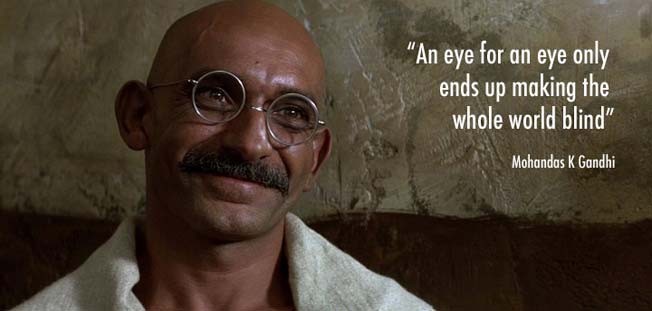 “An eye for an eye only
ends up making the
whole world blind”
Mohandas K Gandhi